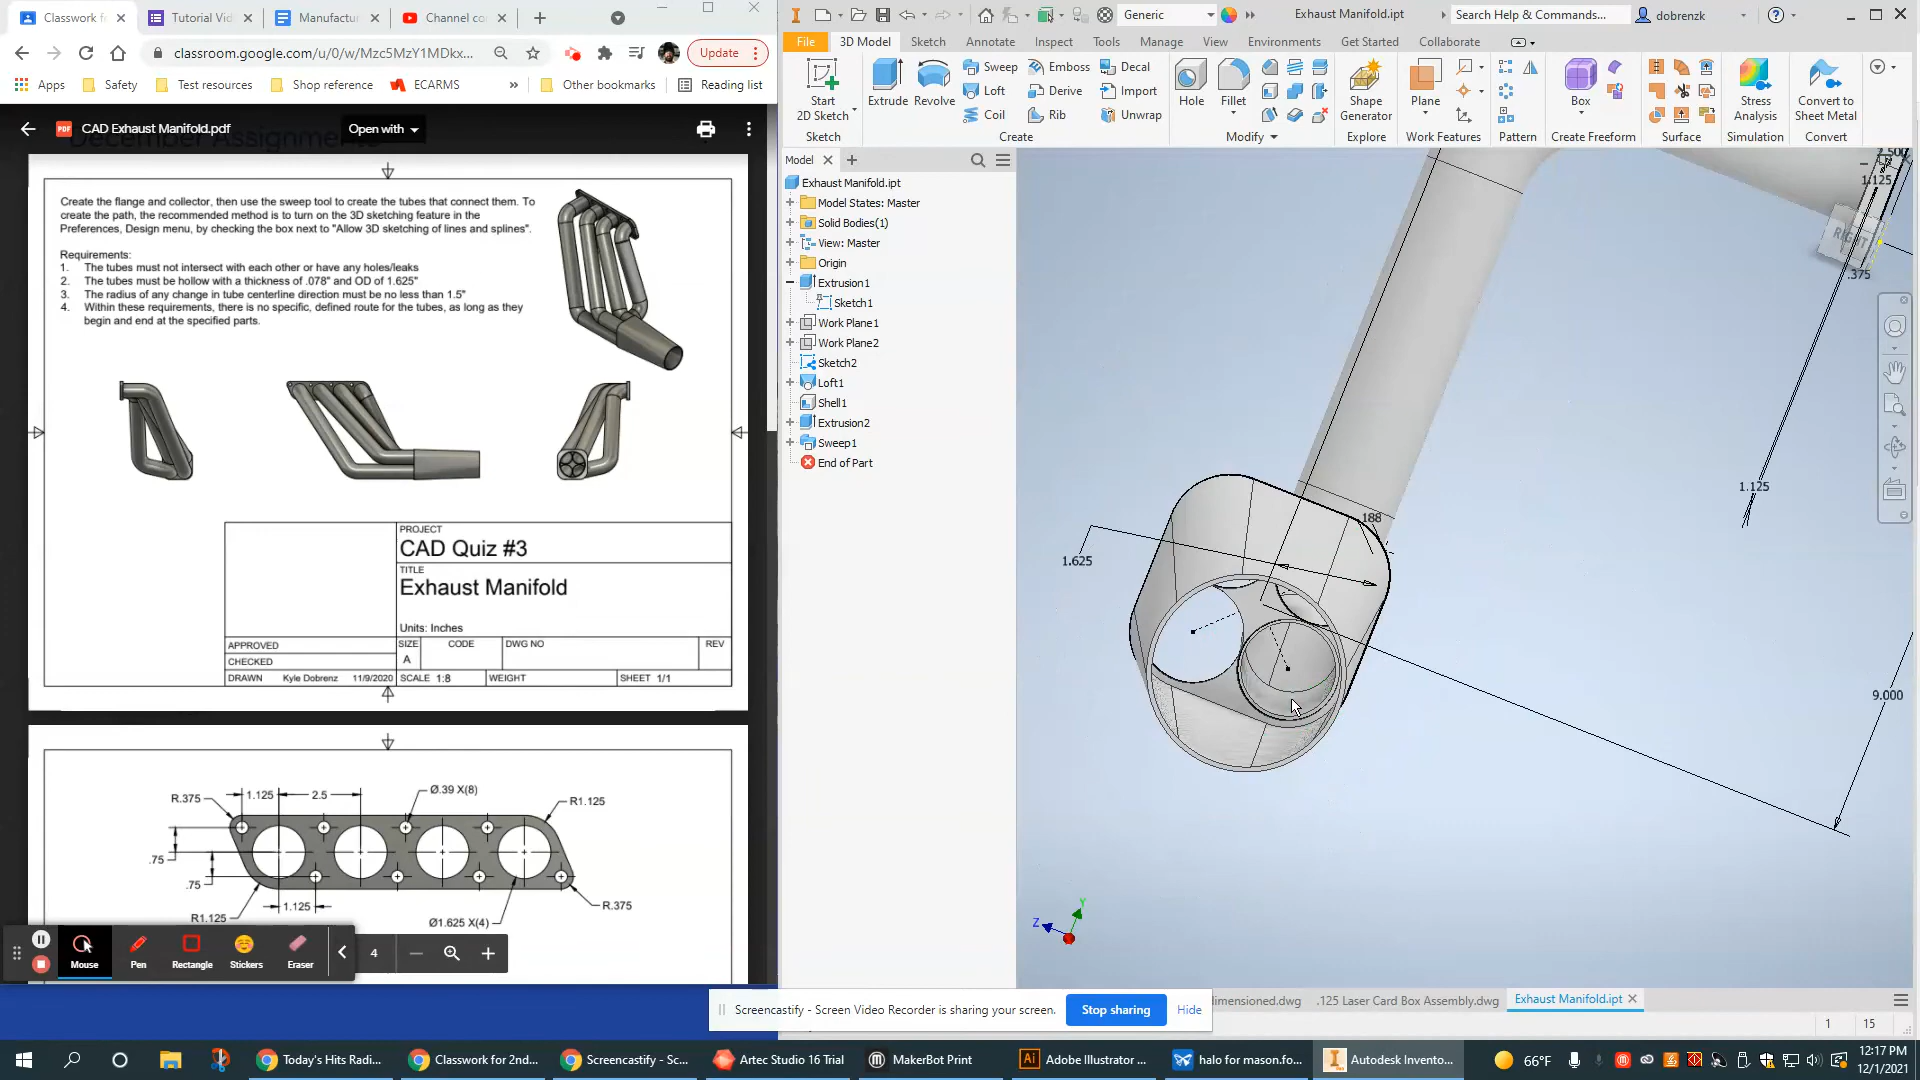 Classwork for
Tutorial Vid
Manufactur
Channel co
dobrenzk
classroom.google.com/u/0/w/Mzc5MzY1MDkx...
Update
Apps
Safety
Test resources
Shop reference
ECARMS
»
Other bookmarks
Reading list
PDF
CAD Exhaust Manifold.pdf
Open with
Create the flange and collector, then use the sweep tool to create the tubes that connect them. To
create the path, the recommended method is to turn on the 3D sketching feature in the
Preferences, Design menu, by checking the box next to "Allow 3D sketching of lines and splines".
Requirements:
1. The tubes must not intersect with each other or have any holes/leaks
2. The tubes must be hollow with a thickness of .078" and OD of 1.625"
3. The radius of any change in tube centerline direction must be no less than 1.5"
4. Within these requirements, there is no specific, defined route for the tubes, as long as they
begin and end at the specified parts.
PROJECT
CAD Quiz #3
TITLE
Exhaust Manifold
Units: Inches
APPROVED
CHECKED
DRAWN Kyle Dobrenz 11/9/2020
SIZE
A
CODE
DWG NO
REV
SCALE 1:8
WEIGHT
SHEET 1/1
R.375
1.125
2.5
Ø.39 X(8)
R1.125
.75
.75
R1.125
1.125
Ø1.625 X(4)
R.375
Mouse
Pen
Rectangle
Stickers
Eraser
4
Generic
Exhaust Manifold.ipt
Search Help & Commands...
dobrenzk
File
3D Model
Sketch
Annotate
Inspect
Tools
Manage
View
Environments
Get Started
Collaborate
Start
2D Sketch
Sketch
Extrude
Revolve
Sweep
Loft
Coil
Emboss
Derive
Rib
Decal
Import
Unwrap
Create
Hole
Fillet
Modify
Shape
Generator
Explore
Plane
Work Features
Pattern
Box
Create Freeform
Surface
Stress
Analysis
Simulation
Convert to
Sheet Metal
Convert
Model
Exhaust Manifold.ipt
Model States: Master
Solid Bodies(1)
View: Master
Origin
Extrusion1
Sketch1
Work Plane1
Work Plane2
Sketch2
Loft1
Shell1
Extrusion2
Sweep1
End of Part
2.500
1.125
RIGHT
.375
1.125
.188
1.625
9.000
Z
Y
dimensioned.dwg
.125 Laser Card Box Assembly.dwg
Exhaust Manifold.ipt
1
15
Screencastify - Screen Video Recorder is sharing your screen.
Stop sharing
Hide
Today's Hits Radi...
Classwork for 2nd...
Screencastify - Sc...
Artec Studio 16 Trial
MakerBot Print
Adobe Illustrator ...
halo for mason.fo...
Autodesk Invento...
66°F
12:17 PM
12/1/2021